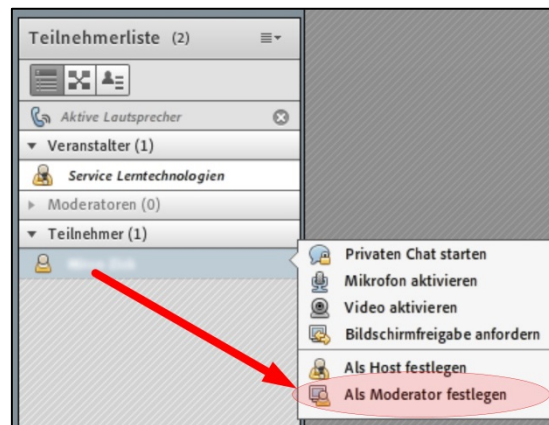 Teilnehmerliste (2)
Aktive Lautsprecher
Veranstalter (1)
Service Lerntechnologien
Moderatoren (0)
Teilnehmer (1)
Privaten Chat starten
Mikrofon aktivieren
Video aktivieren
Bildschirmfreigabe anfordern
Als Host festlegen
Als Moderator festlegen